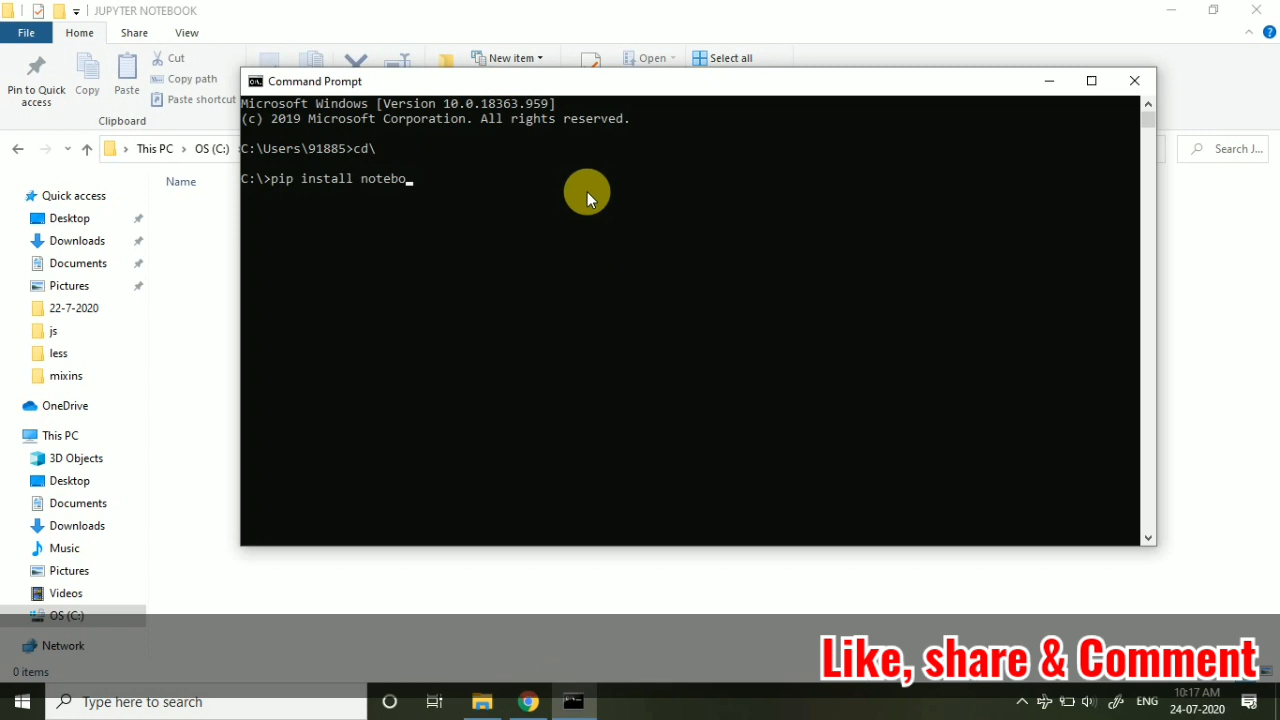 JUPYTER NOTEBOOK
File
Home
Share
View
Pin to Quick
access
Copy
Paste
Cut
Copy path
Paste shortcut
Clipboard
New item
Open
Select all
This PC
OS (C:)
Search J...
Name
Quick access
Desktop
Downloads
Documents
Pictures
22-7-2020
js
less
mixins
OneDrive
This PC
3D Objects
Desktop
Documents
Downloads
Music
Pictures
Videos
OS (C:)
Network
0 items
Command Prompt
Microsoft Windows [Version 10.0.18363.959]
(c) 2019 Microsoft Corporation. All rights reserved.
C:\Users\91885>cd\
C:\>pip install notebo_
Like, share & Comment
Type here to search
ENG
10:17 AM
24-07-2020